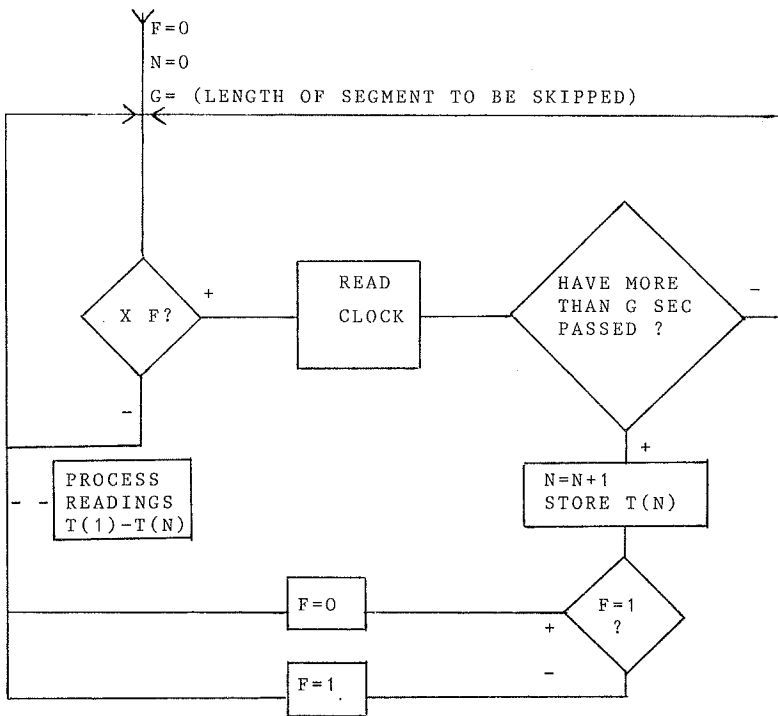 F=0
N=0
G= (LENGTH OF SEGMENT TO BE SKIPPED)
X F?
+
-
READ
CLOCK
HAVE MORE
THAN G SEC
PASSED ?
-
+
PROCESS
READINGS
T(1)-T(N)
N=N+1
STORE T(N)
F=1
?
+
-
F=0
F=1